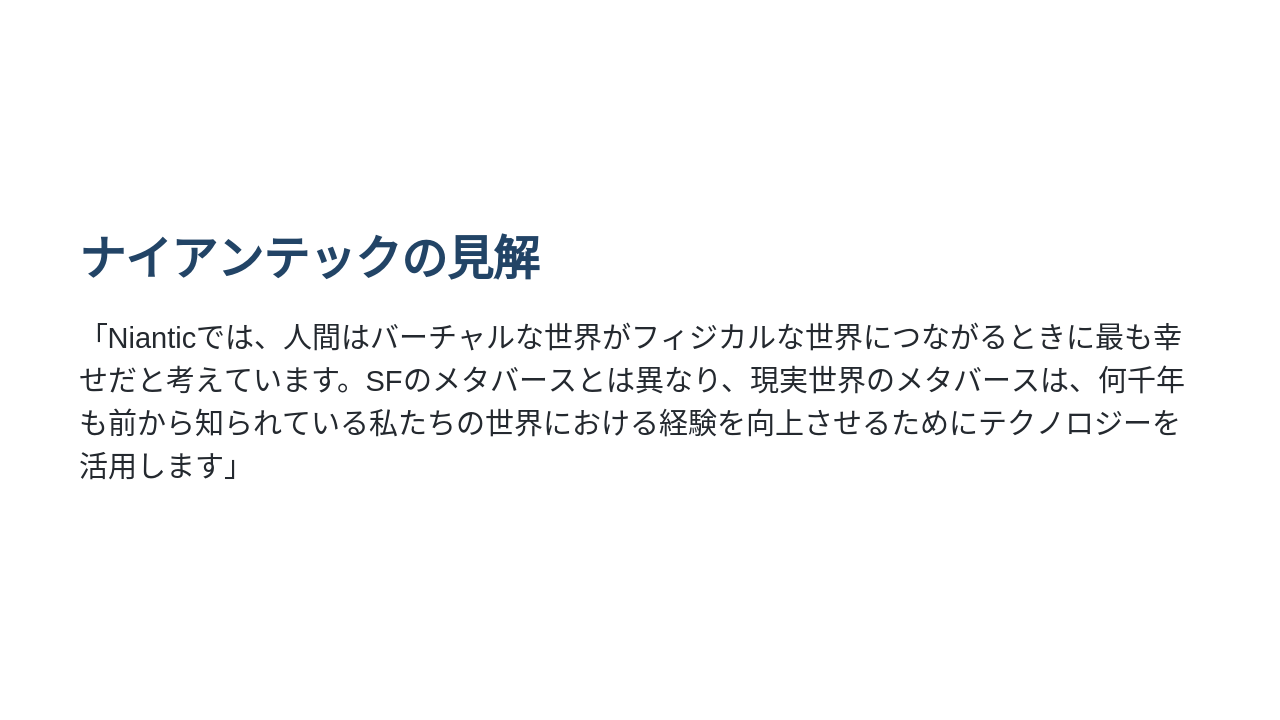 ナイアンテックの見解
「Nianticでは、人間はバーチャルな世界がフィジカルな世界につながるときに最も幸
せだと考えています。SFのメタバースとは異なり、現実世界のメタバースは、何千年
も前から知られている私たちの世界における経験を向上させるためにテクノロジーを
活用します」